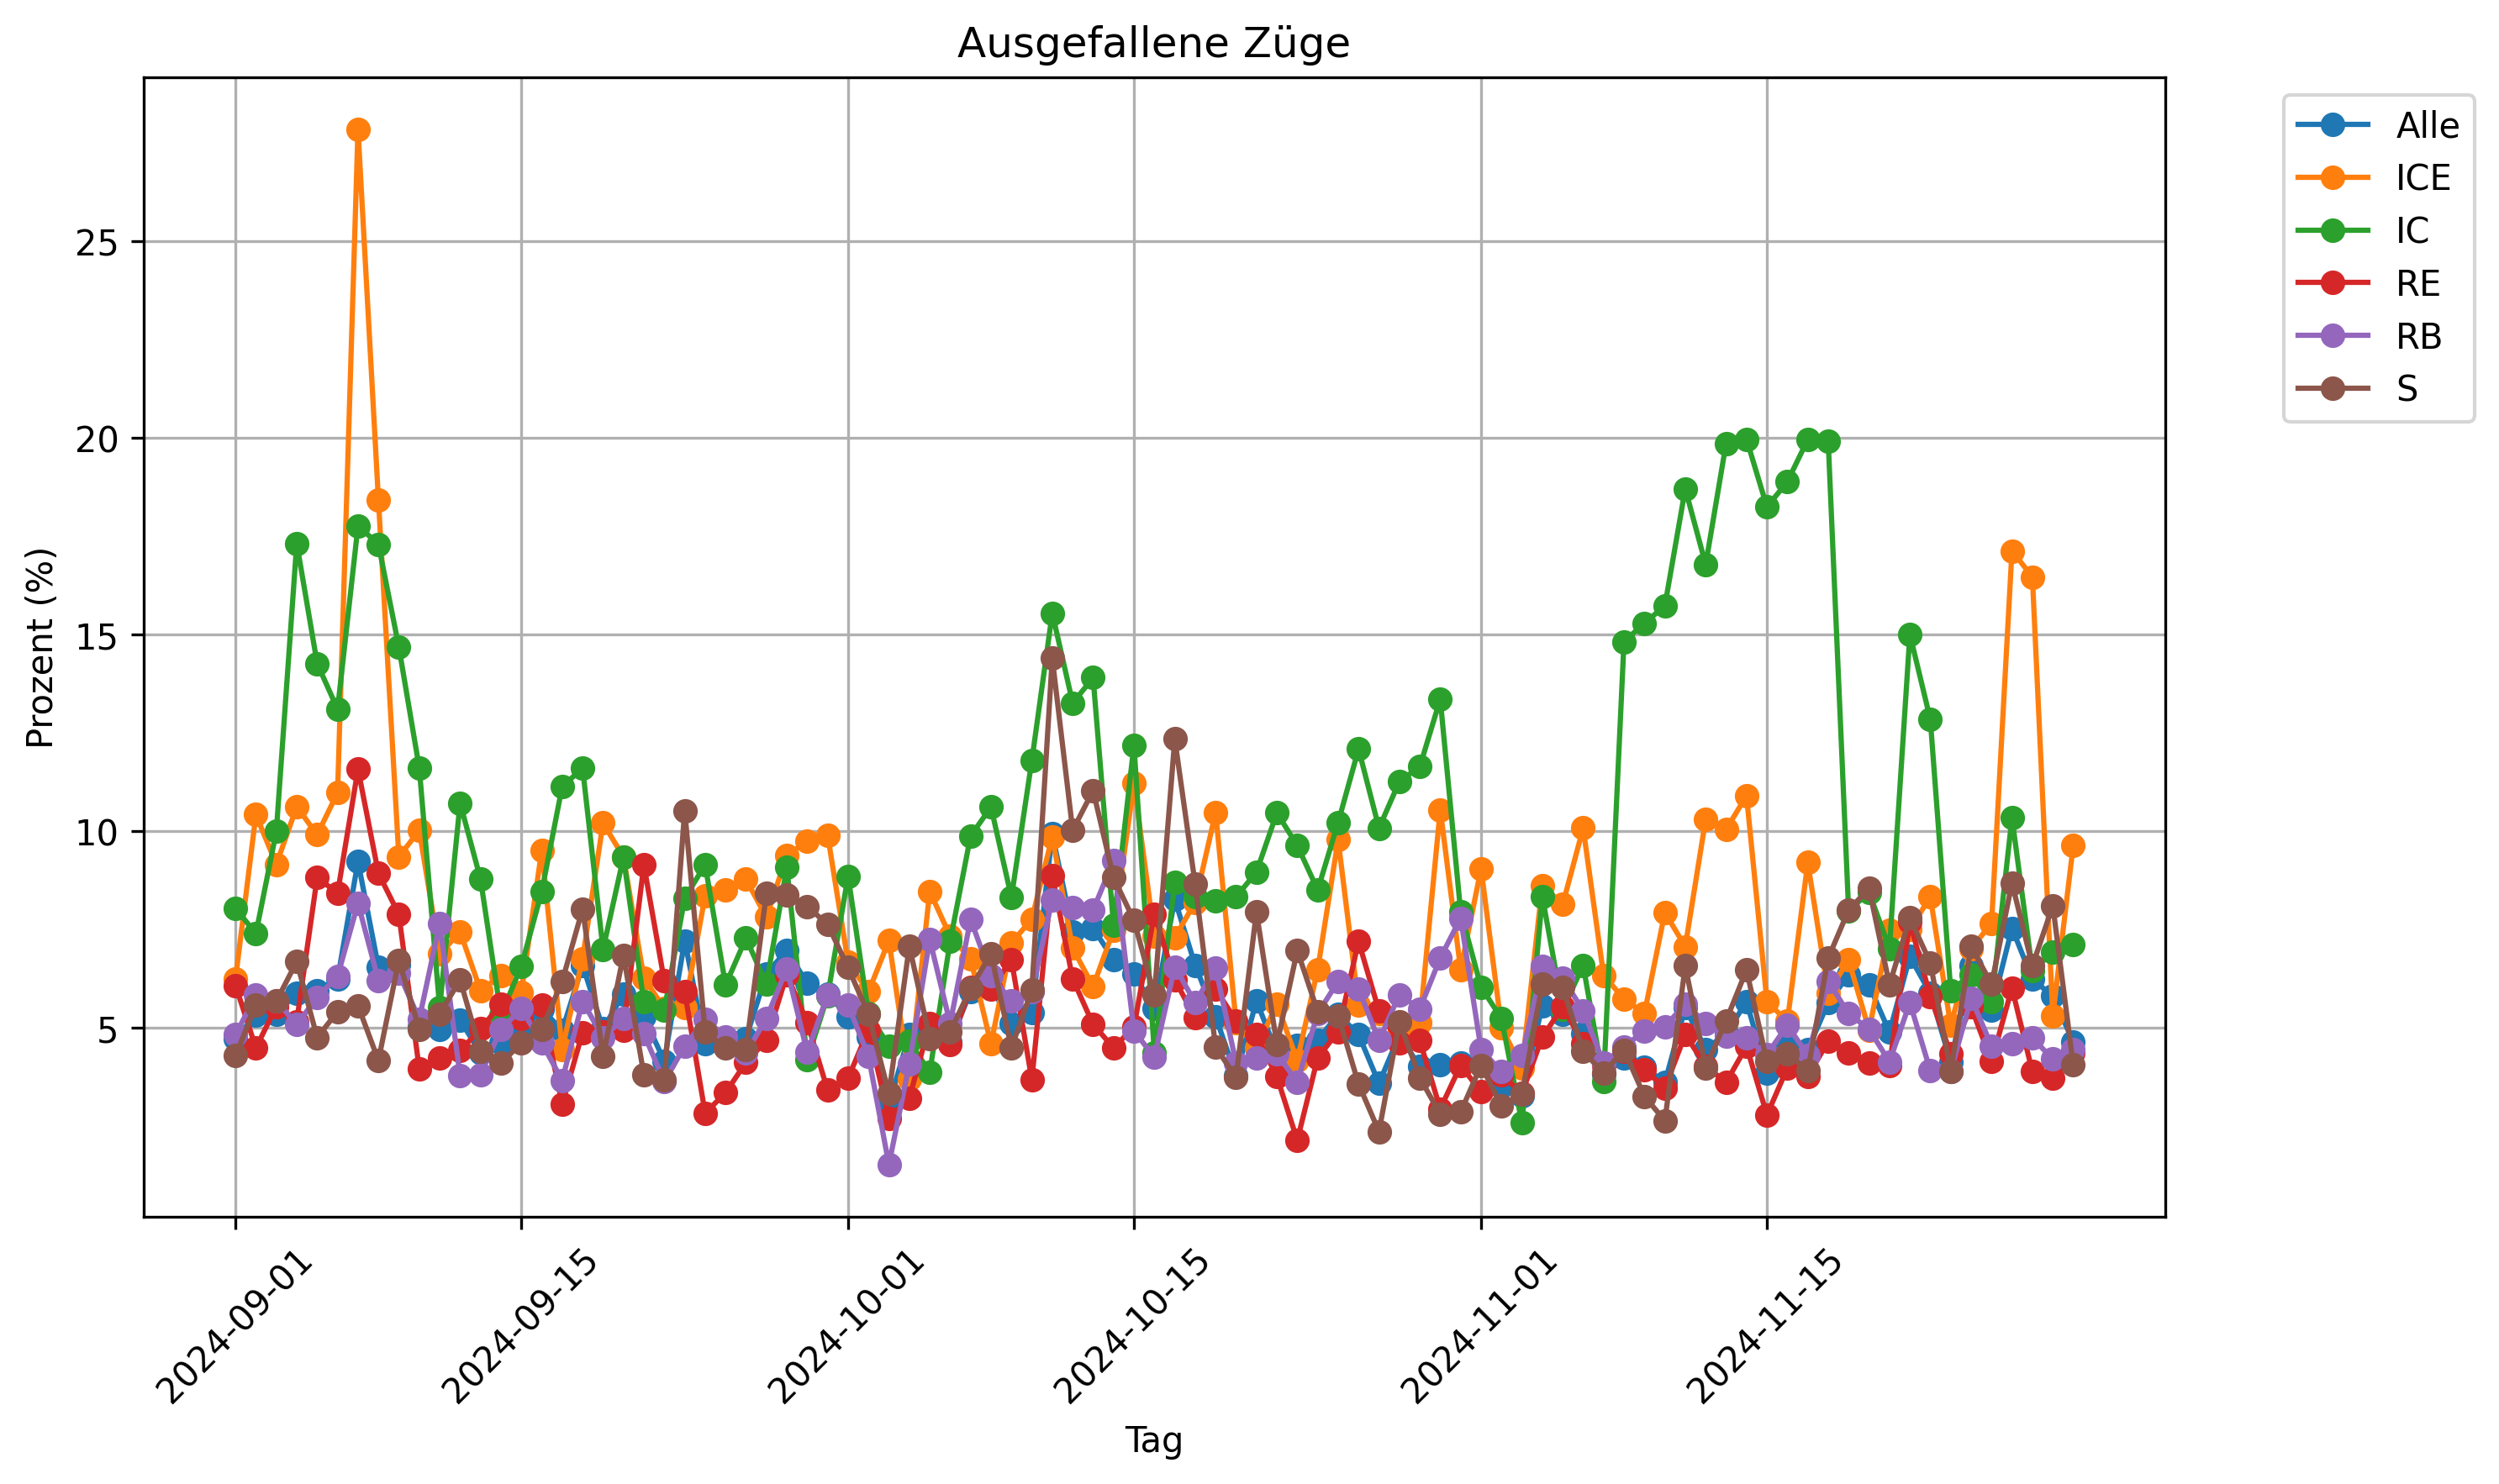 Ausgefallene Züge
Prozent (%)
25
20
15
10
5
2024-09-01
2024-09-15
2024-10-01
2024-10-15
2024-11-01
2024-11-15
Tag
Alle
ICE
IC
RE
RB
S